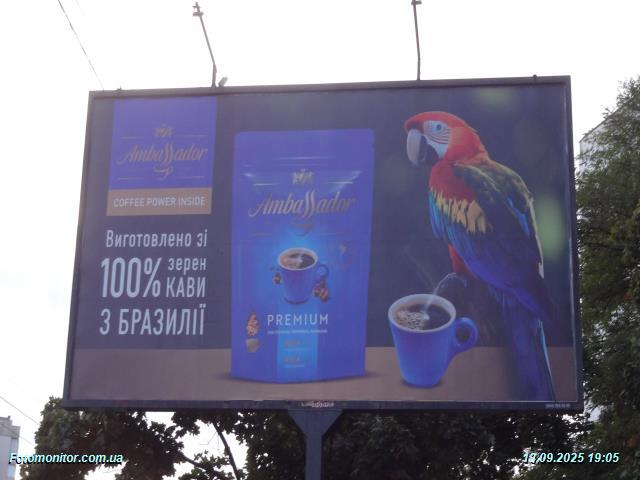 Ambassador
COFFEE POWER INSIDE
Виготовлено зі
100% зерен
КАВИ
З БРАЗИЛІЇ
Ambassador
PREMIUM
Fotomonitor.com.ua
13.09.2025 19:05